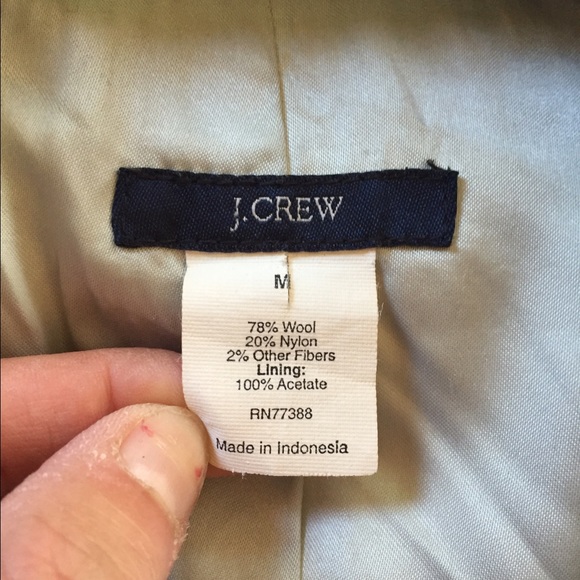 J.CREW
M
78% Wool
20% Nylon
2% Other Fibers
Lining:
100% Acetate
RN77388
Made in Indonesia